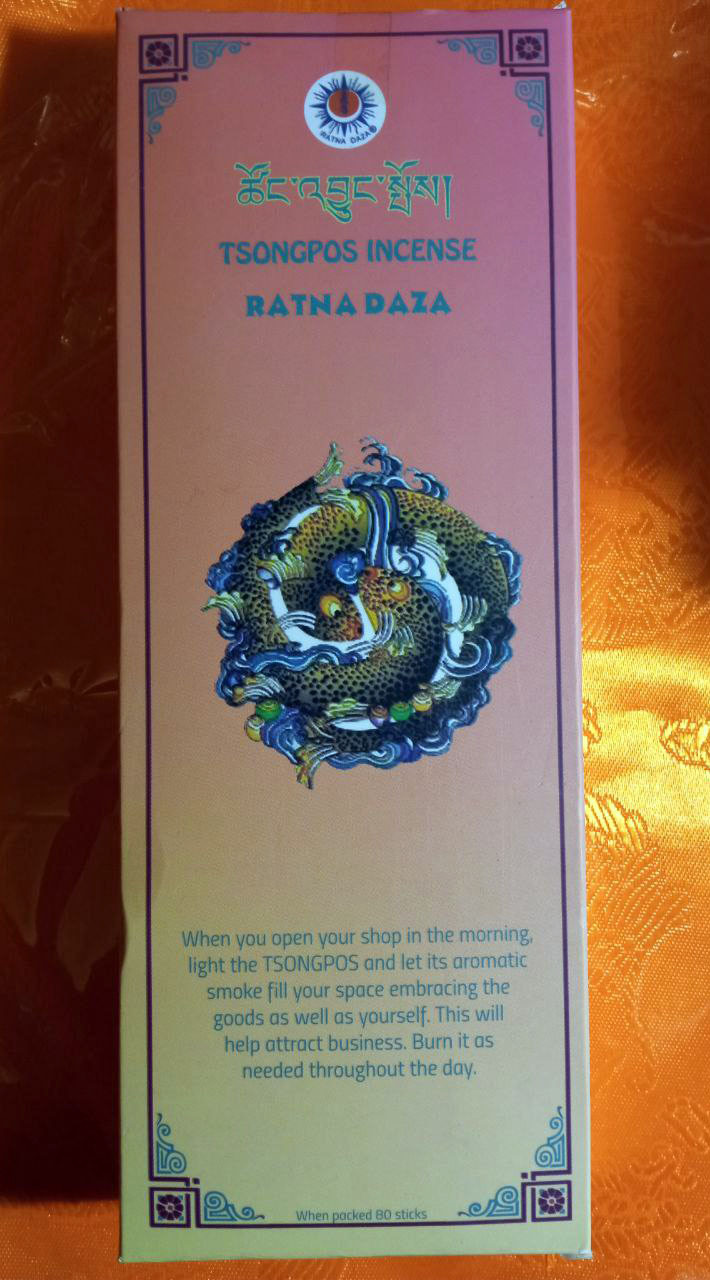 RATNA DAZA®
ཚོང་འབྱུང་སྤོས།
TSONGPOS INCENSE
RATNA DAZA
When you open your shop in the morning,
light the TSONGPOS and let its aromatic
smoke fill your space embracing the
goods as well as yourself. This will
help attract business. Burn it as
needed throughout the day.
When packed 80 sticks